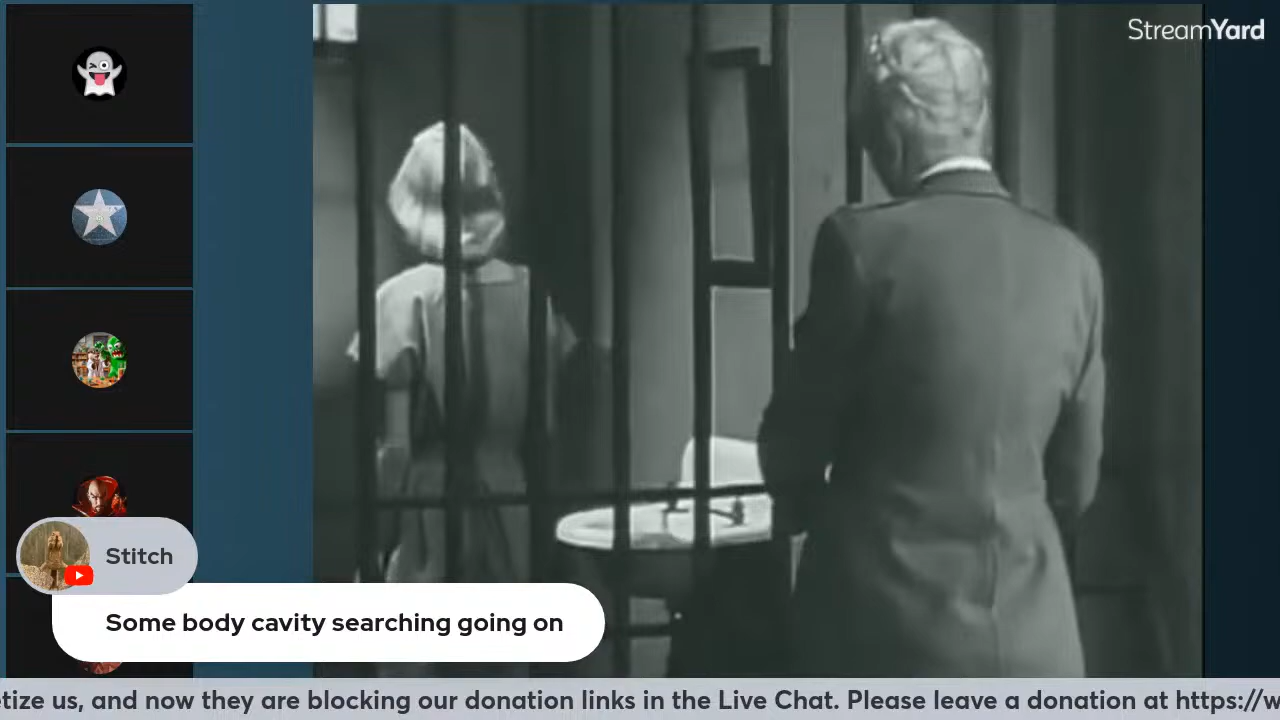 StreamYard
Stitch
Some body cavity searching going on
etize us, and now they are blocking our donation links in the Live Chat. Please leave a donation at https://w